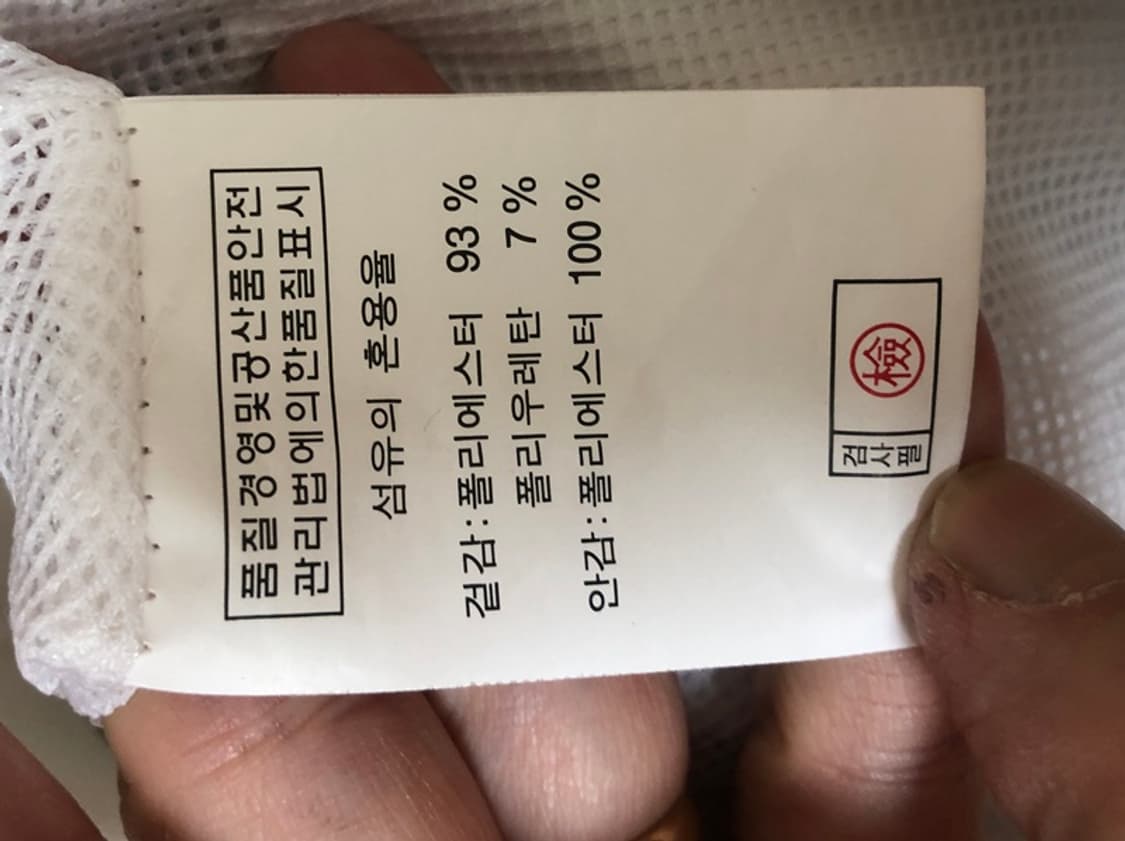 품질경영및공산품안전
관리법에의한품질표시
섬유의 혼용율
겉감:폴리에스터 93 %
폴리우레탄 7 %
안감:폴리에스터 100 %
검사필
檢